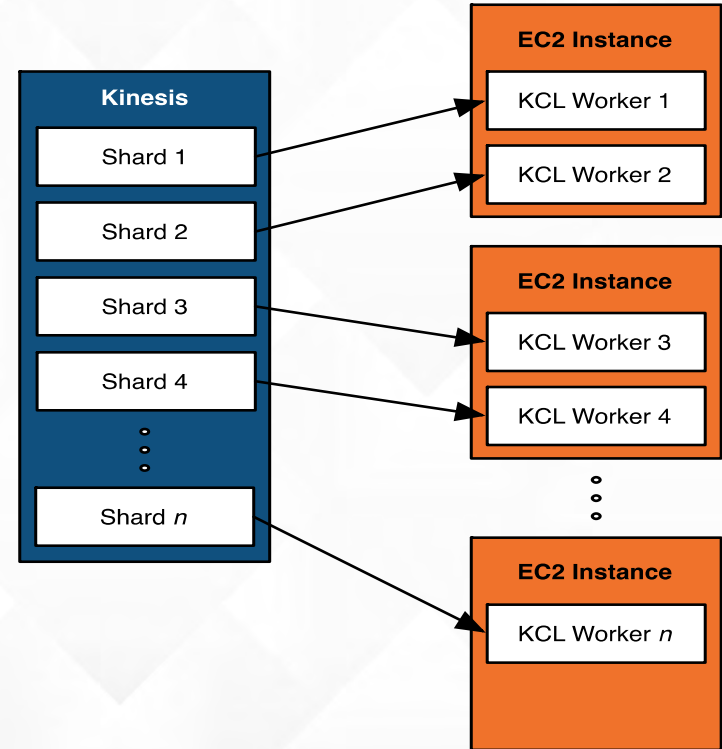 Kinesis
Shard 1
Shard 2
Shard 3
Shard 4
Shard n
EC2 Instance
KCL Worker 1
KCL Worker 2
EC2 Instance
KCL Worker 3
KCL Worker 4
EC2 Instance
KCL Worker n